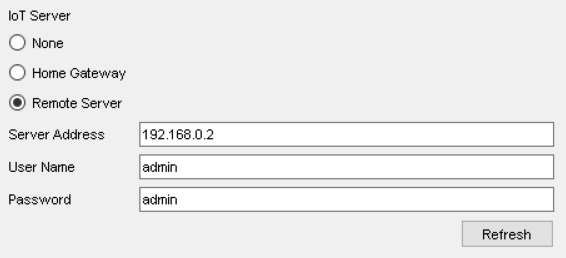 IoT Server
None
Home Gateway
Remote Server
Server Address 192.168.0.2
User Name admin
Password admin
Refresh